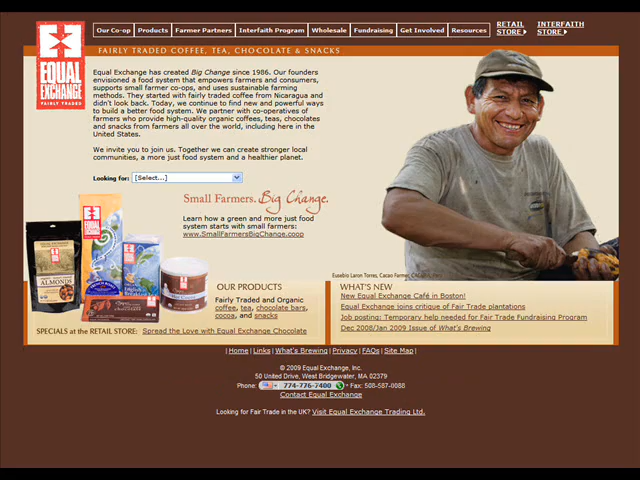 Our Co-op | Products | Farmer Partners | Interfaith Program | Wholesale | Fundraising | Get Involved | Resources
RETAIL STORE
INTERFAITH STORE
EQUAL EXCHANGE
FAIRLY TRADED
FAIRLY TRADED COFFEE, TEA, CHOCOLATE & SNACKS
Equal Exchange has created Big Change since 1986. Our founders
envisioned a food system that empowers farmers and consumers,
supports small farmer co-ops, and uses sustainable farming
methods. They started with fairly traded coffee from Nicaragua and
didn't look back. Today, we continue to find new and powerful ways
to build a better food system. We partner with co-operatives of
farmers who provide high-quality organic coffees, teas, chocolates
and snacks from farmers all over the world, including here in the
United States.
We invite you to join us. Together we can create stronger local
communities, a more just food system and a healthier planet.
Looking for: [Select...]
Small Farmers. Big Change.
Learn how a green and more just food
system starts with small farmers:
www.SmallFarmersBigChange.coop
EQUAL EXCHANGE
ALMONDS
Eusebio Laron Torres, Cacao Farmer,
OUR PRODUCTS
Fairly Traded and Organic
coffee, tea, chocolate bars,
cocoa, and snacks
SPECIALS at the RETAIL STORE: Spread the Love with Equal Exchange Chocolate
WHAT'S NEW
New Equal Exchange Café in Boston!
Equal Exchange joins critique of Fair Trade plantations
Job posting: Temporary help needed for Fair Trade Fundraising Program
Dec 2008/Jan 2009 Issue of What's Brewing
| Home | Links | What's Brewing | Privacy | FAQs | Site Map |
© 2009 Equal Exchange, Inc.
50 United Drive, West Bridgewater, MA 02379
Phone: 774-776-7400 * Fax: 508-587-0088
Contact Equal Exchange
Looking for Fair Trade in the UK? Visit Equal Exchange Trading Ltd.